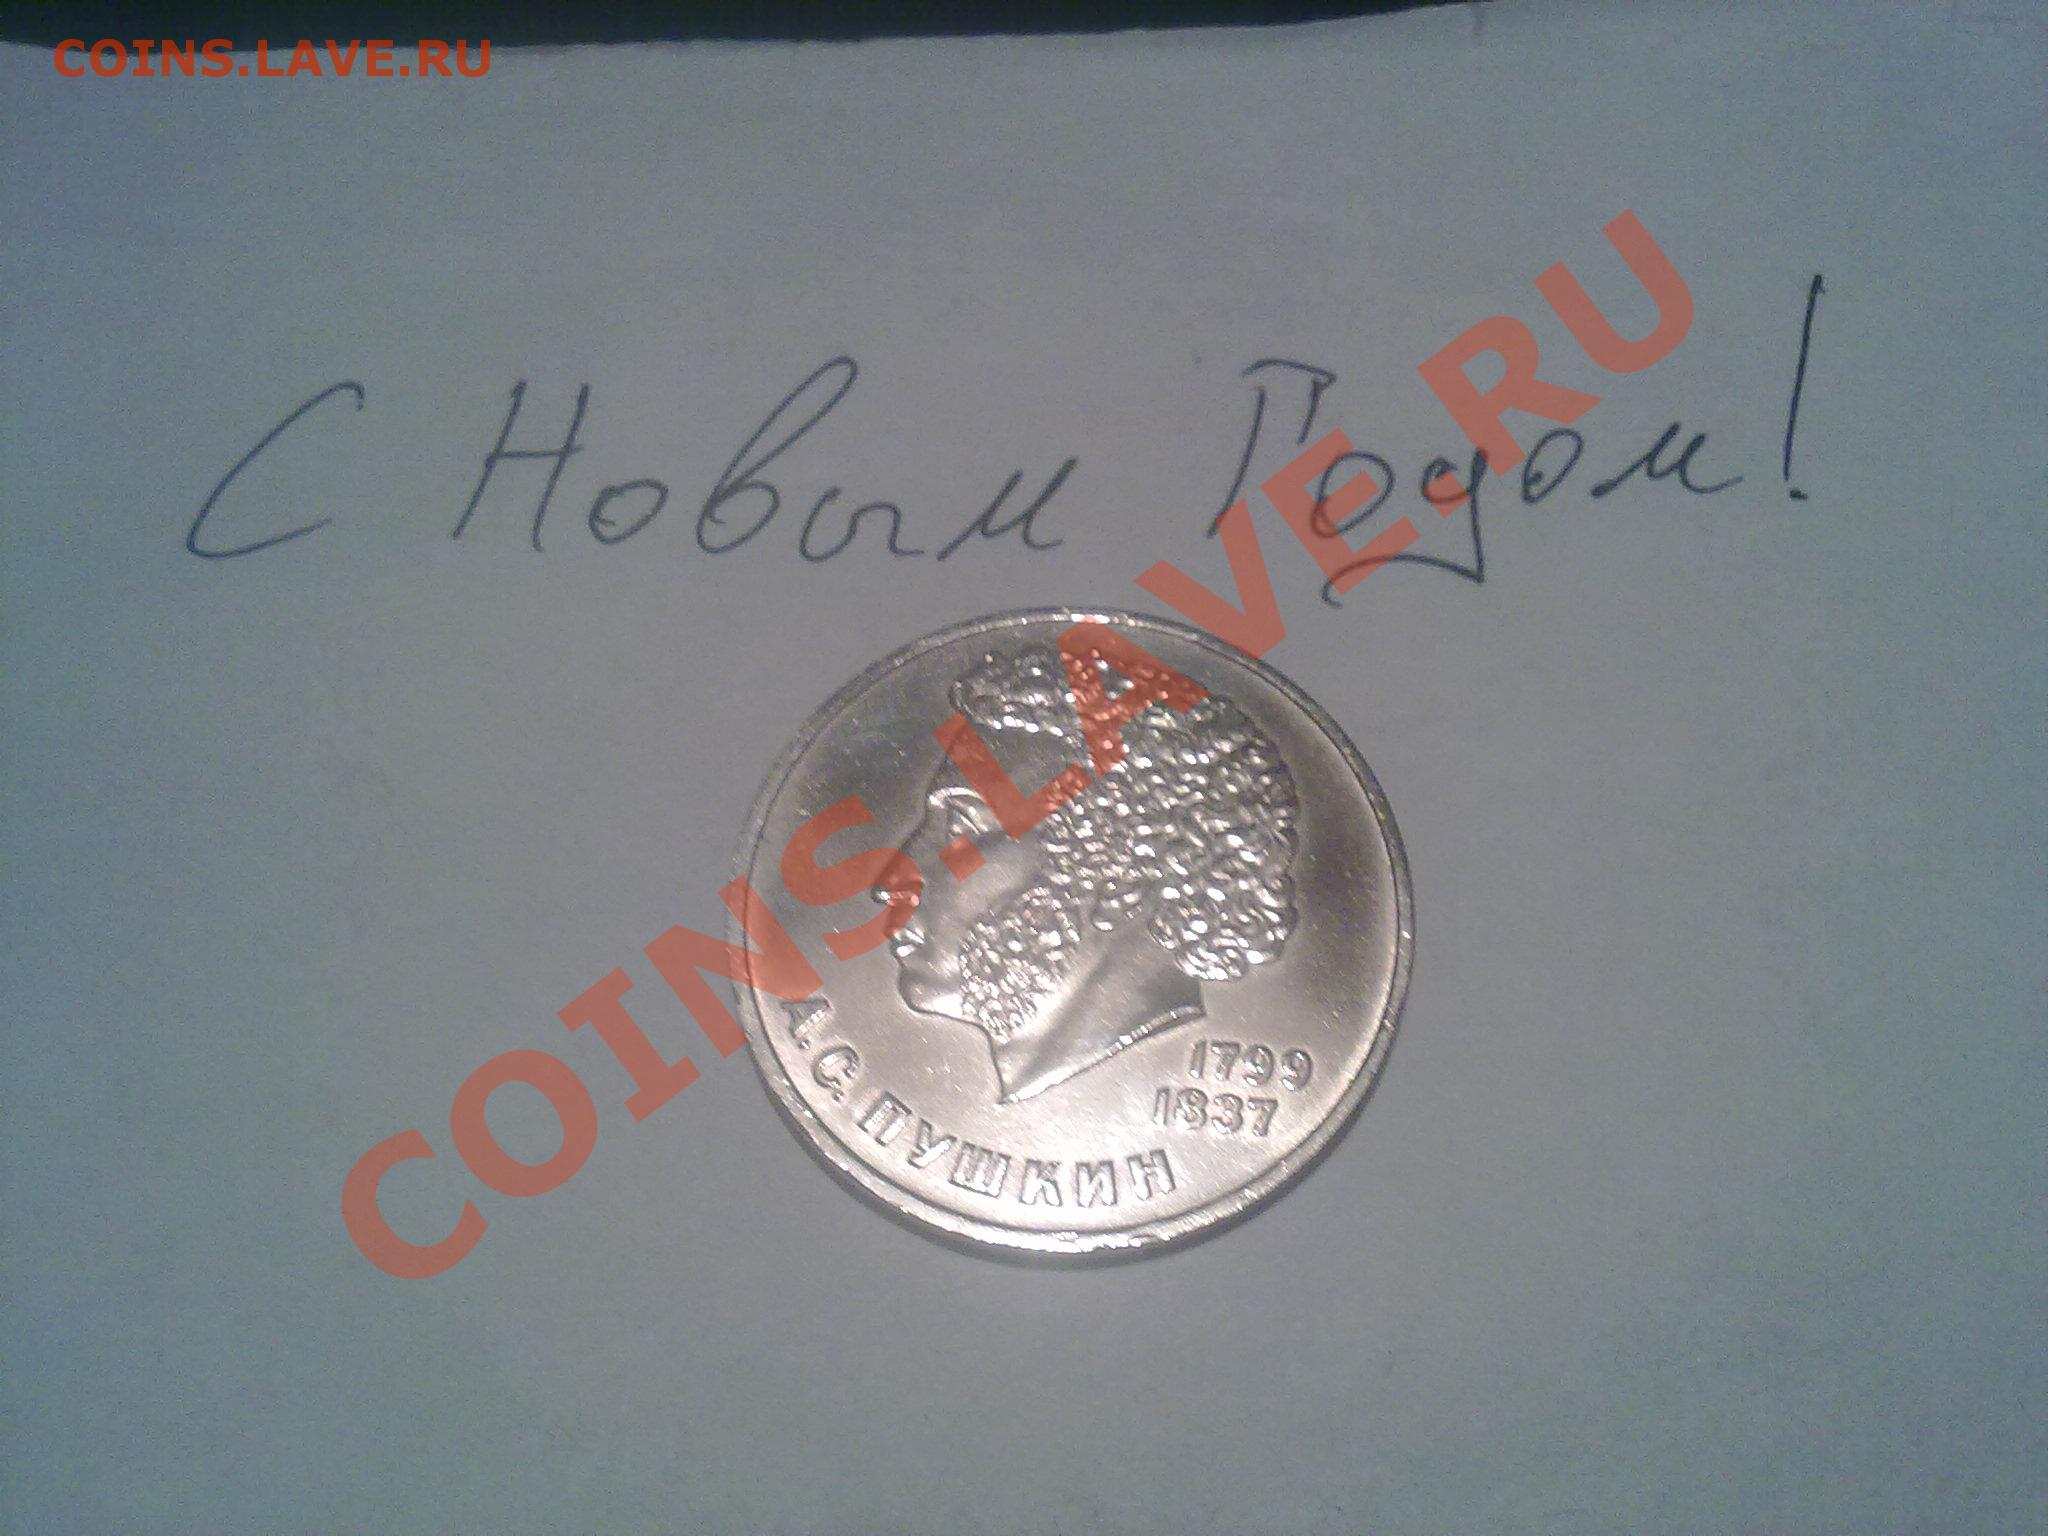 COINS.LAVE.RU
С Новым Годом!
COINS.LAVE.RU
А. С. ПУШКИН
1799
1837